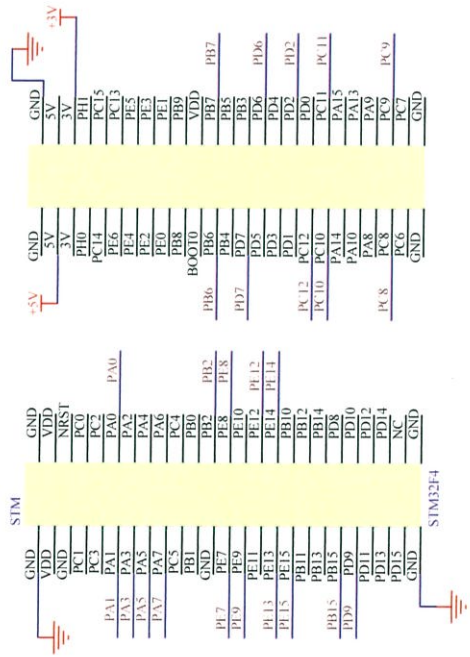 +5V
GND GND
5V 5V
3V 3V
+3V
PH0 PH1
PC14 PC15
PE6 PC13
PE4 PE5
PE2 PE3
PE0 PE1
PB8 PB9
BOOT0 VDD
PB6 PB6 PB7 PB7
PB4 PB5
PD7 PD7 PB3
PD5 PD6 PD6
PD3 PD4
PD1 PD2 PD2
PC12 PC12 PD0
PC10 PC10 PC11 PC11
PA14 PA15
PA10 PA13
PA8 PA9
PC8 PC8 PC9 PC9
PC6 PC7
GND GND
STM
GND GND
VDD VDD
GND NRST
PC1 PC0
PC3 PC2
PA1 PA1 PA0 PA0
PA3 PA3 PA2
PA5 PA5 PA4
PA7 PA7 PA6
PC5 PC4
PB1 PB0
GND PB2 PB2
PE7 PE7 PE8 PE8
PE9 PE9 PE10
PE11 PE12 PE12
PE13 PE13 PE14 PE14
PE15 PE15 PB10
PB11 PB12
PB13 PB14
PB15 PB15 PD8
PD9 PD9 PD10
PD11 PD12
PD13 PD14
PD15 NC
GND GND
STM32F4